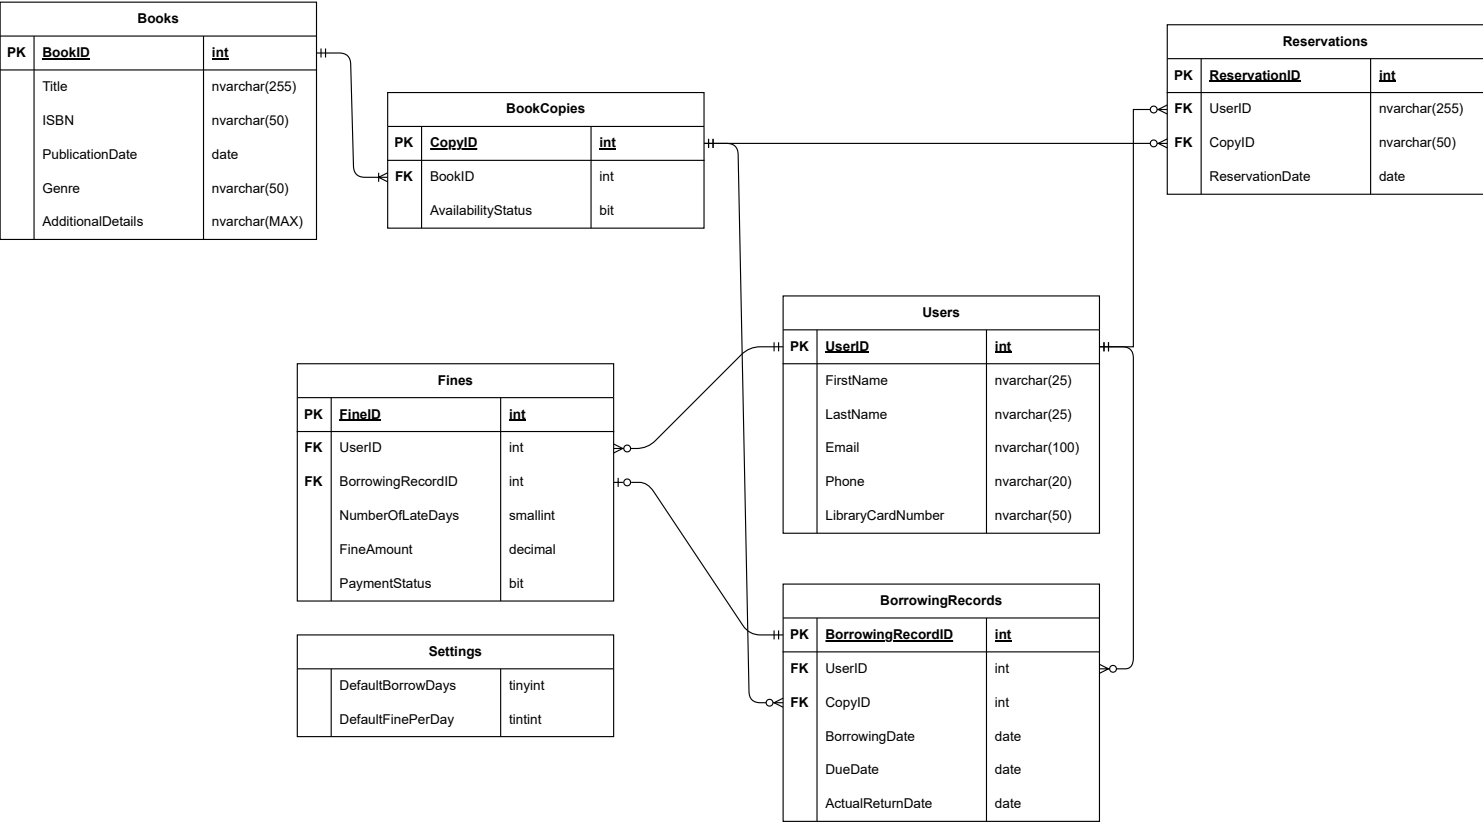 Books
PK BookID int
Title nvarchar(255)
ISBN nvarchar(50)
PublicationDate date
Genre nvarchar(50)
AdditionalDetails nvarchar(MAX)
BookCopies
PK CopyID int
FK BookID int
AvailabilityStatus bit
Reservations
PK ReservationID int
FK UserID nvarchar(255)
FK CopyID nvarchar(50)
ReservationDate date
Users
PK UserID int
FirstName nvarchar(25)
LastName nvarchar(25)
Email nvarchar(100)
Phone nvarchar(20)
LibraryCardNumber nvarchar(50)
Fines
PK FineID int
FK UserID int
FK BorrowingRecordID int
NumberOfLateDays smallint
FineAmount decimal
PaymentStatus bit
Settings
DefaultBorrowDays tinyint
DefaultFinePerDay tintint
BorrowingRecords
PK BorrowingRecordID int
FK UserID int
FK CopyID int
BorrowingDate date
DueDate date
ActualReturnDate date